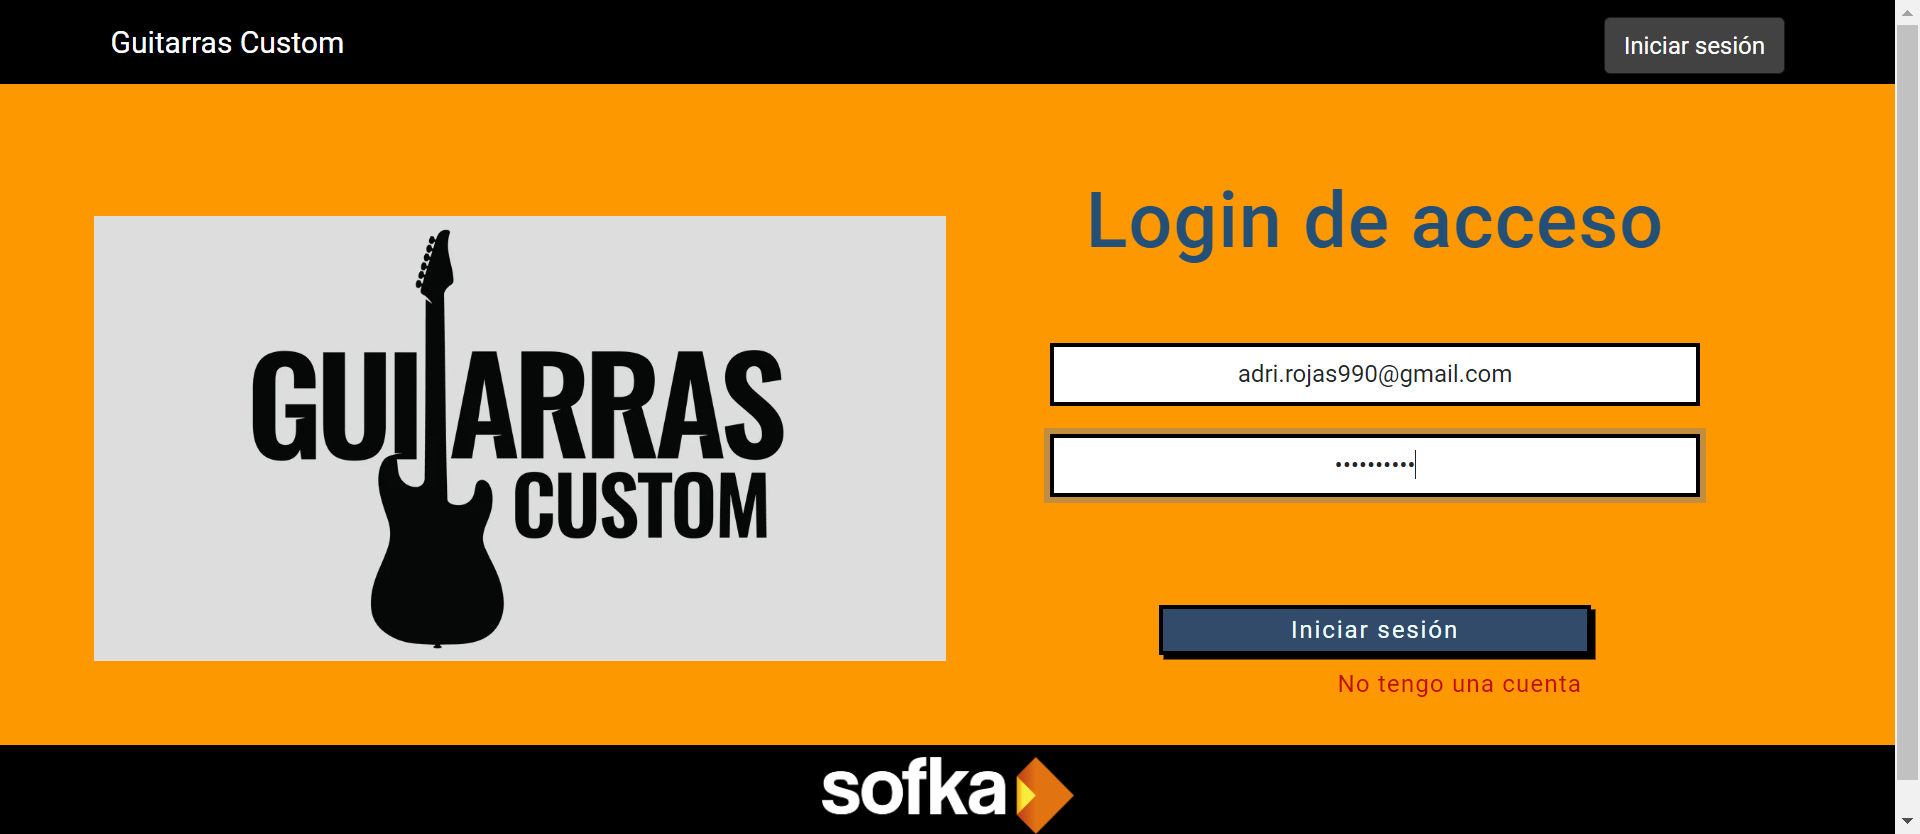 Guitarras Custom
Iniciar sesión
GUITARRAS
CUSTOM
Login de acceso
adri.rojas990@gmail.com
••••••••••
Iniciar sesión
No tengo una cuenta
sofka